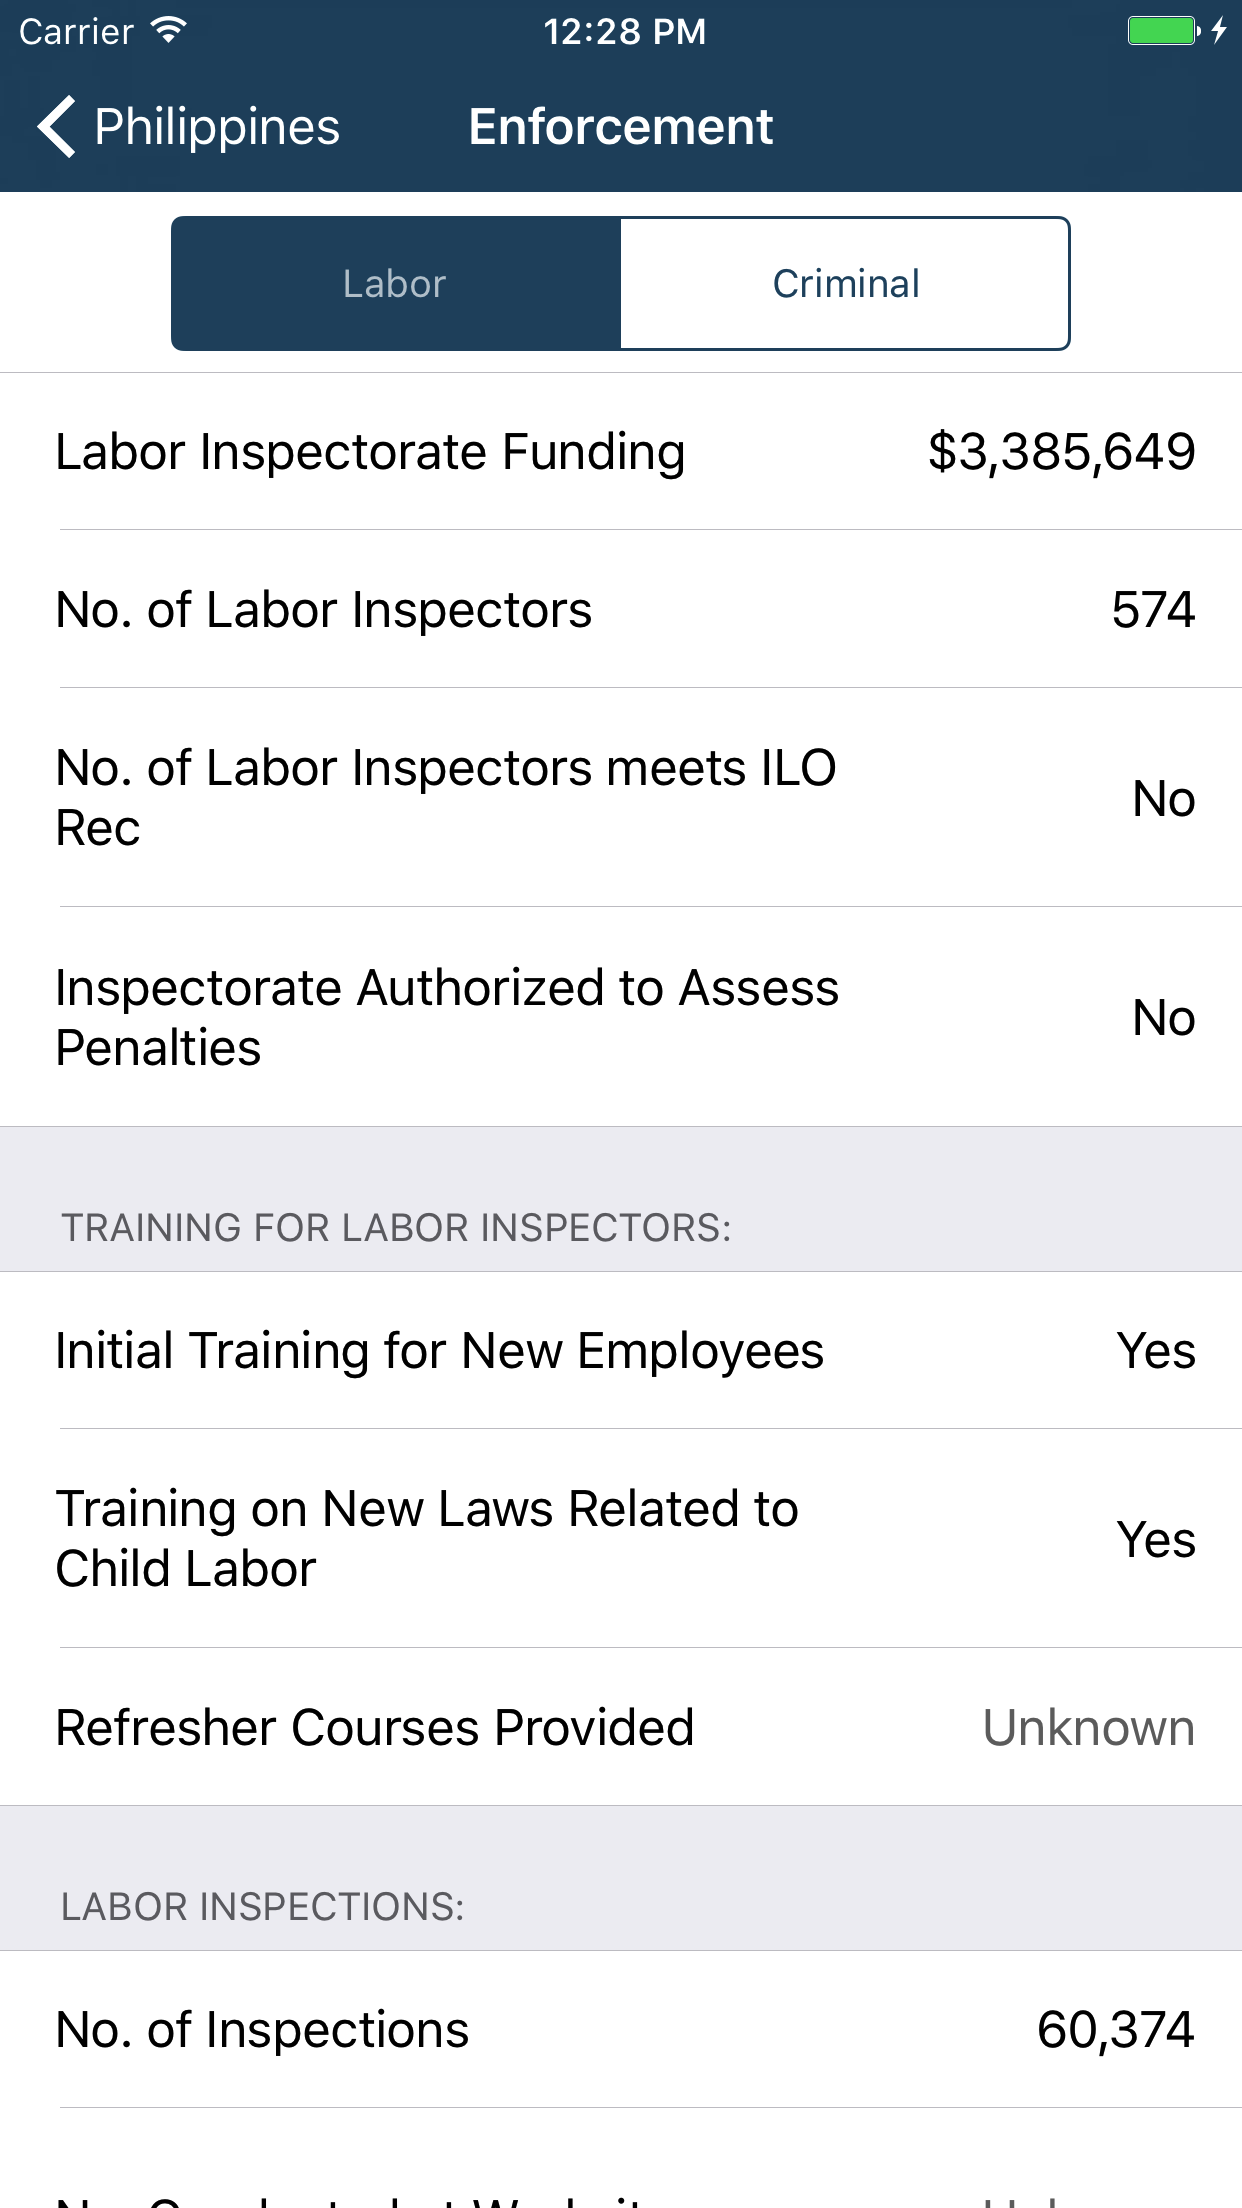 Carrier 12:28 PM
Philippines Enforcement
Labor Criminal
Labor Inspectorate Funding $3,385,649
No. of Labor Inspectors 574
No. of Labor Inspectors meets ILO
Rec No
Inspectorate Authorized to Assess
Penalties No
TRAINING FOR LABOR INSPECTORS:
Initial Training for New Employees Yes
Training on New Laws Related to
Child Labor Yes
Refresher Courses Provided Unknown
LABOR INSPECTIONS:
No. of Inspections 60,374